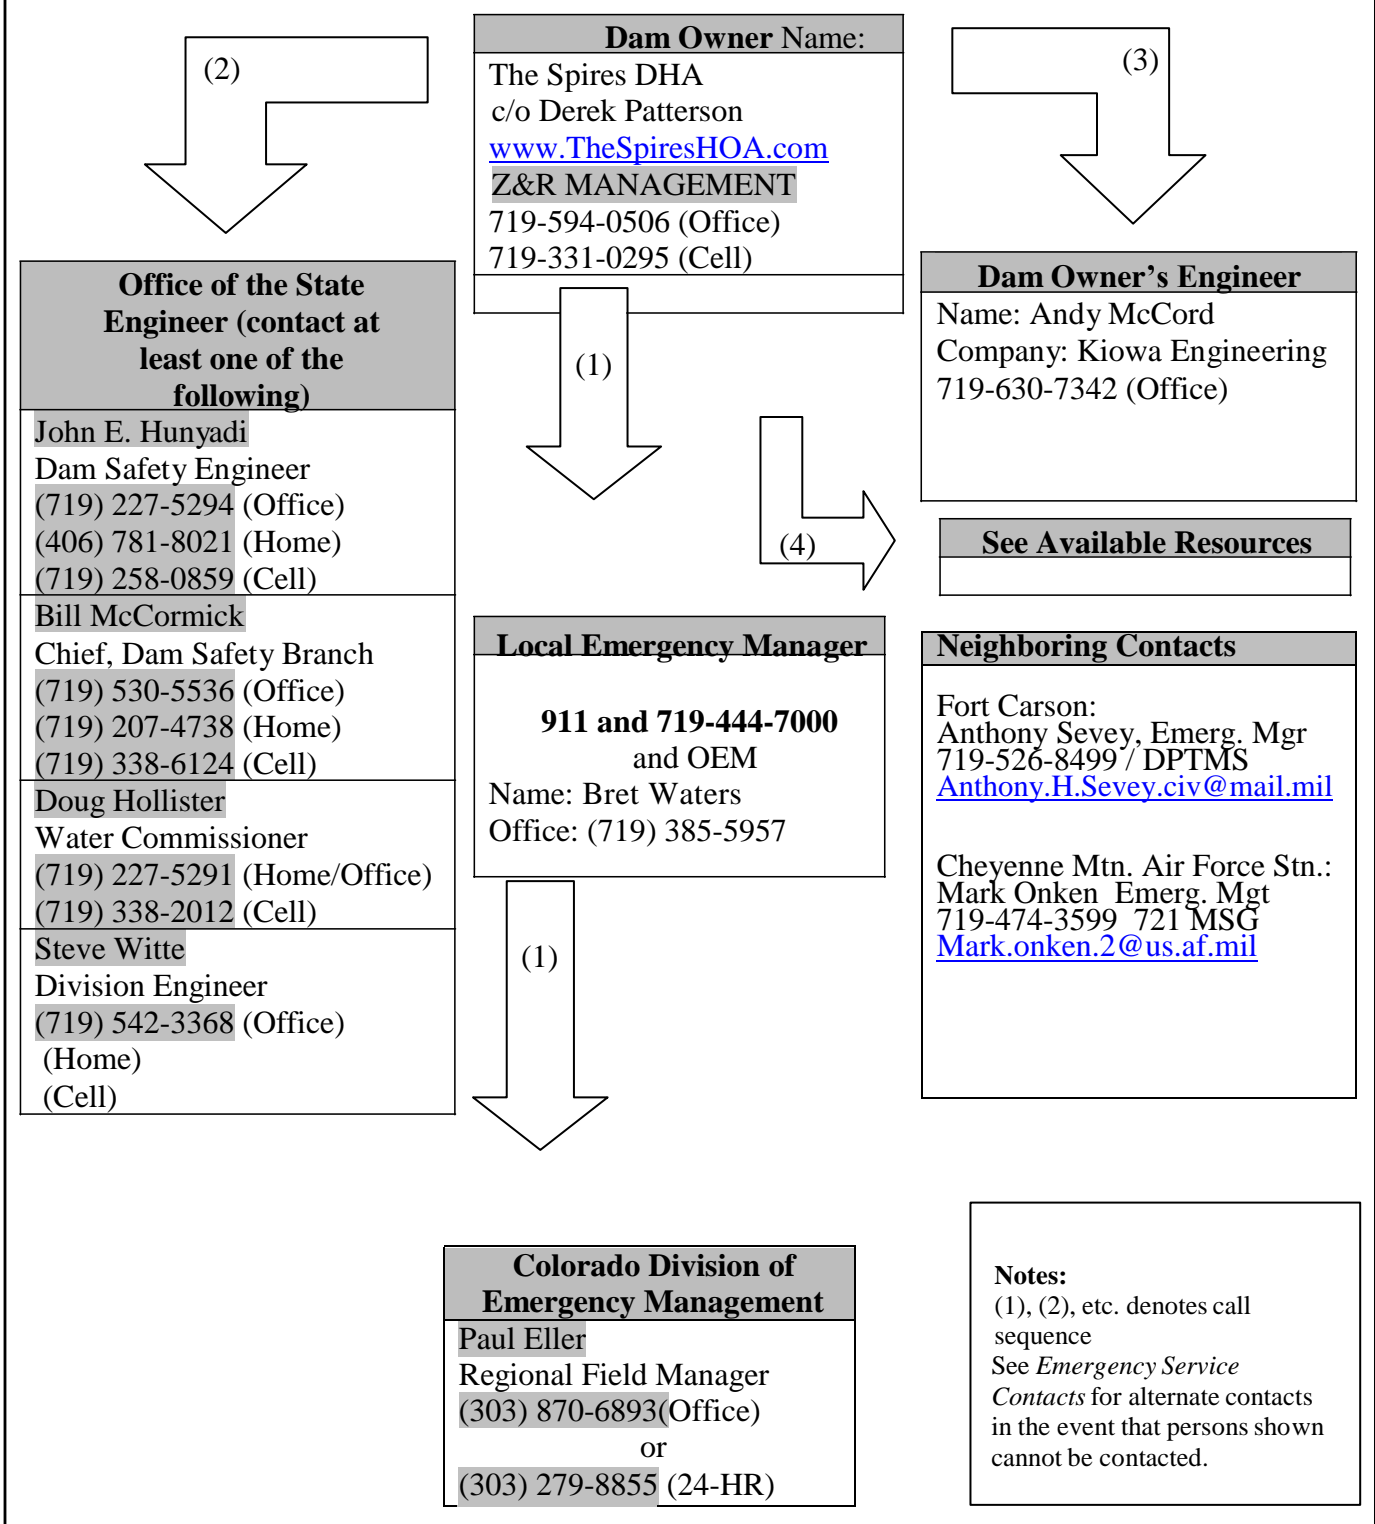 Dam Owner Name:
The Spires DHA
c/o Derek Patterson
www.TheSpiresHOA.com
Z&R MANAGEMENT
719-594-0506 (Office)
719-331-0295 (Cell)
(2)
(3)
(1)
(4)
Office of the State
Engineer (contact at
least one of the
following)
John E. Hunyadi
Dam Safety Engineer
(719) 227-5294 (Office)
(406) 781-8021 (Home)
(719) 258-0859 (Cell)
Bill McCormick
Chief, Dam Safety Branch
(719) 530-5536 (Office)
(719) 207-4738 (Home)
(719) 338-6124 (Cell)
Doug Hollister
Water Commissioner
(719) 227-5291 (Home/Office)
(719) 338-2012 (Cell)
Steve Witte
Division Engineer
(719) 542-3368 (Office)
(Home)
(Cell)
Dam Owner’s Engineer
Name: Andy McCord
Company: Kiowa Engineering
719-630-7342 (Office)
See Available Resources
Local Emergency Manager
911 and 719-444-7000
and OEM
Name: Bret Waters
Office: (719) 385-5957
(1)
Neighboring Contacts
Fort Carson:
Anthony Sevey, Emerg. Mgr
719-526-8499 / DPTMS
Anthony.H.Sevey.civ@mail.mil
Cheyenne Mtn. Air Force Stn.:
Mark Onken Emerg. Mgt
719-474-3599 721 MSG
Mark.onken.2@us.af.mil
Colorado Division of
Emergency Management
Paul Eller
Regional Field Manager
(303) 870-6893(Office)
or
(303) 279-8855 (24-HR)
Notes:
(1), (2), etc. denotes call
sequence
See Emergency Service
Contacts for alternate contacts
in the event that persons shown
cannot be contacted.